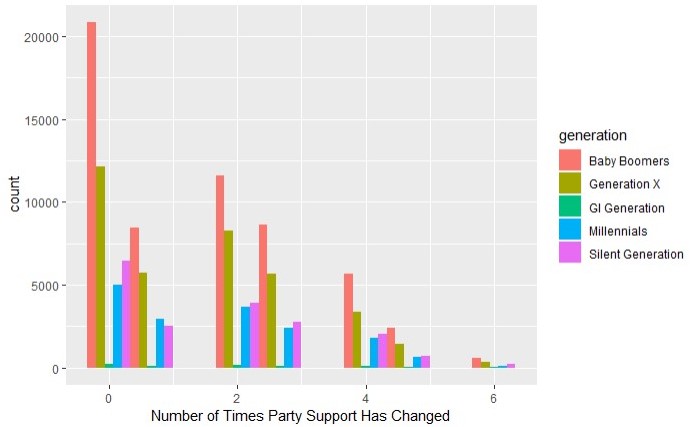 20000
15000
10000
5000
0
count
0 2 4 6
Number of Times Party Support Has Changed
generation
Baby Boomers
Generation X
GI Generation
Millennials
Silent Generation